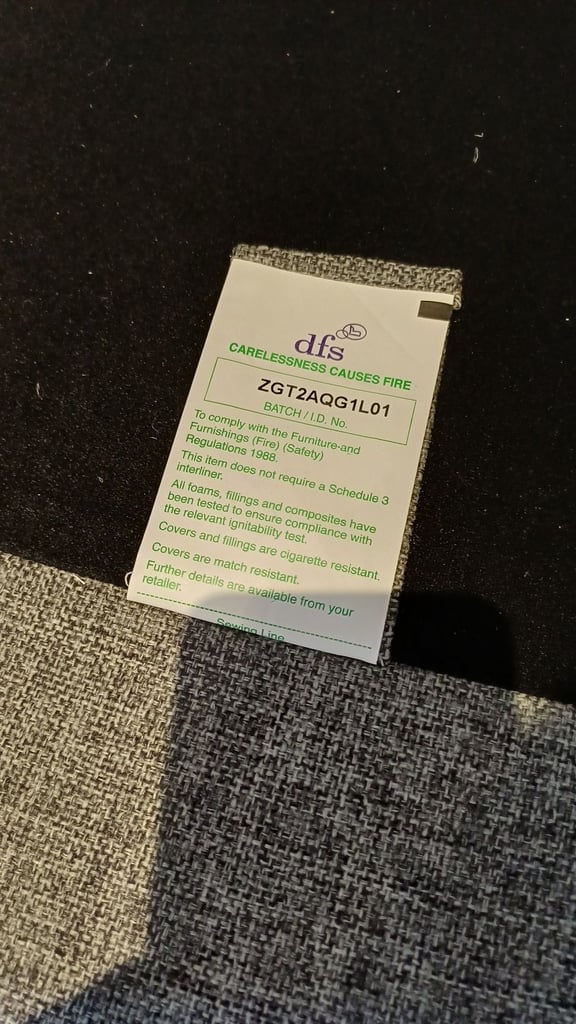 dfs
CARELESSNESS CAUSES FIRE
ZGT2AQG1L01
BATCH / I.D. No.
To comply with the Furniture-and
Furnishings (Fire) (Safety)
Regulations 1988.
This item does not require a Schedule 3
interliner.
All foams, fillings and composites have
been tested to ensure compliance with
the relevant ignitability test.
Covers and fillings are cigarette resistant.
Covers are match resistant.
Further details are available from your
retailer.
Sewing Line